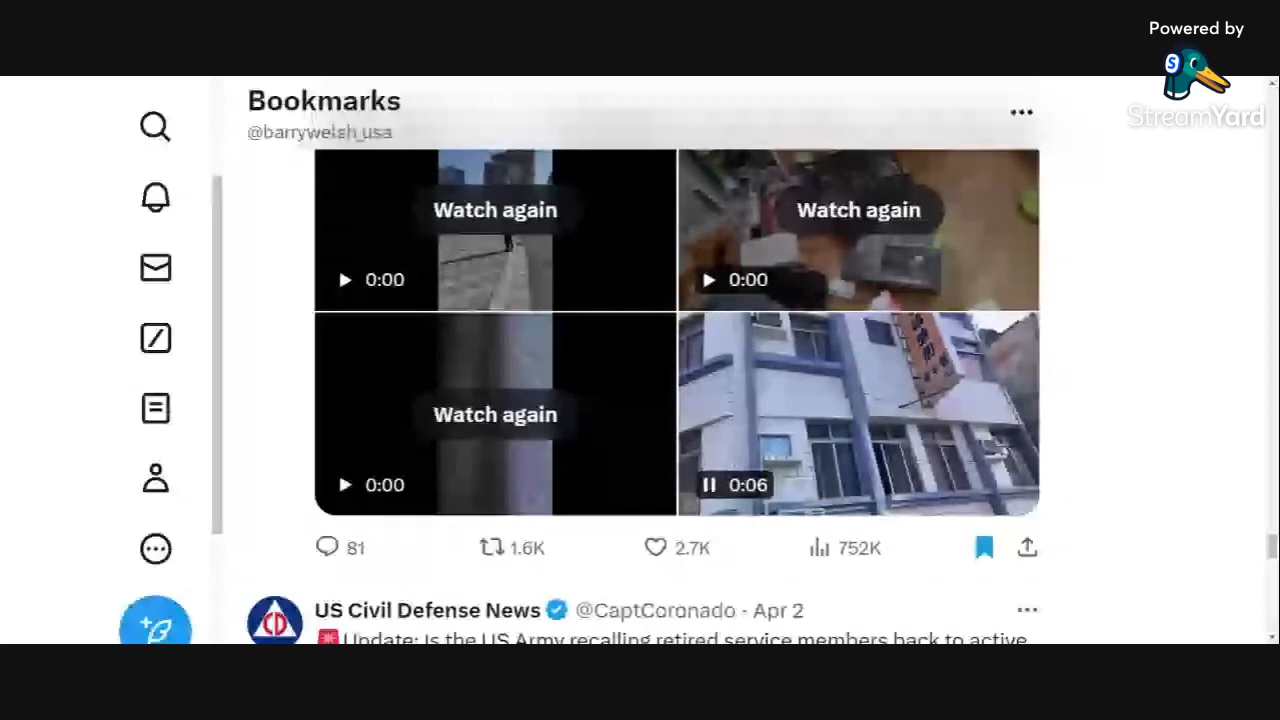 Powered by
StreamYard
Bookmarks
@barrywelsh_usa
Watch again
0:00
Watch again
0:00
Watch again
0:00
0:06
81
1.6K
2.7K
752K
US Civil Defense News @CaptCoronado · Apr 2
Update: Is the US Army recalling retired service members back to active